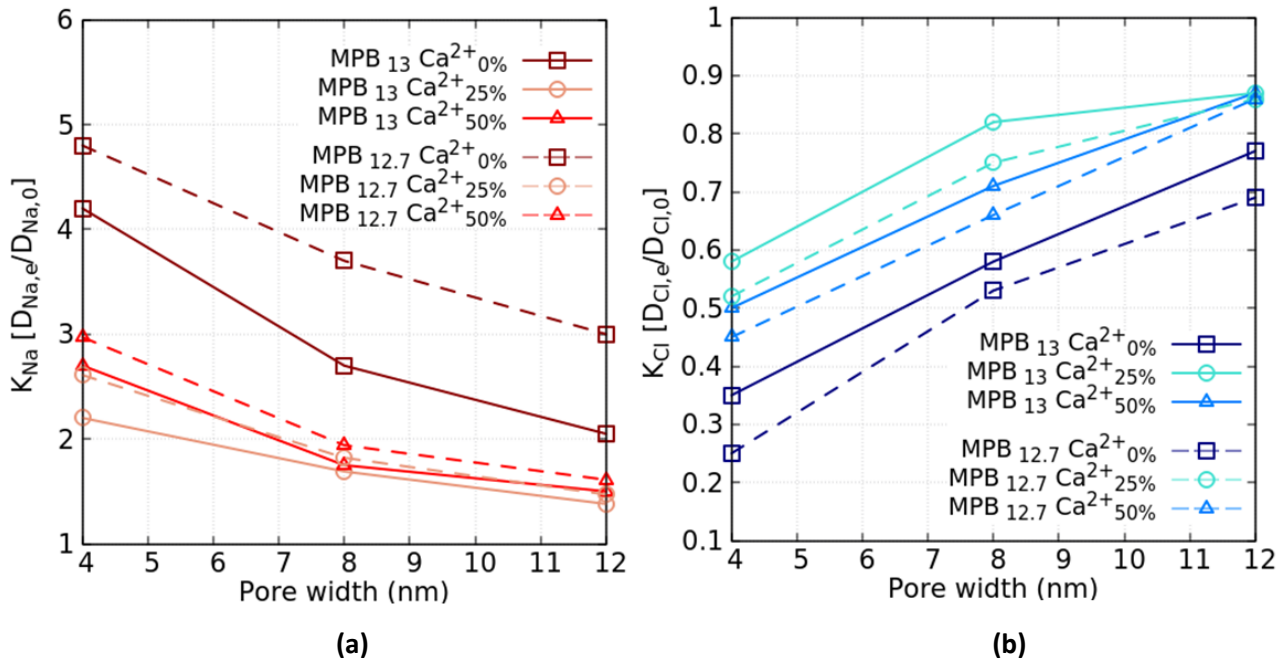 6
5
4
3
2
1
K_Na [D_Na,e/D_Na,0]
MPB 13 Ca2+ 0%
MPB 13 Ca2+ 25%
MPB 13 Ca2+ 50%
MPB 12.7 Ca2+ 0%
MPB 12.7 Ca2+ 25%
MPB 12.7 Ca2+ 50%
4 5 6 7 8 9 10 11 12
Pore width (nm)
(a)
1
0.9
0.8
0.7
0.6
0.5
0.4
0.3
0.2
0.1
K_Cl [D_Cl,e/D_Cl,0]
MPB 13 Ca2+ 0%
MPB 13 Ca2+ 25%
MPB 13 Ca2+ 50%
MPB 12.7 Ca2+ 0%
MPB 12.7 Ca2+ 25%
MPB 12.7 Ca2+ 50%
4 5 6 7 8 9 10 11 12
Pore width (nm)
(b)